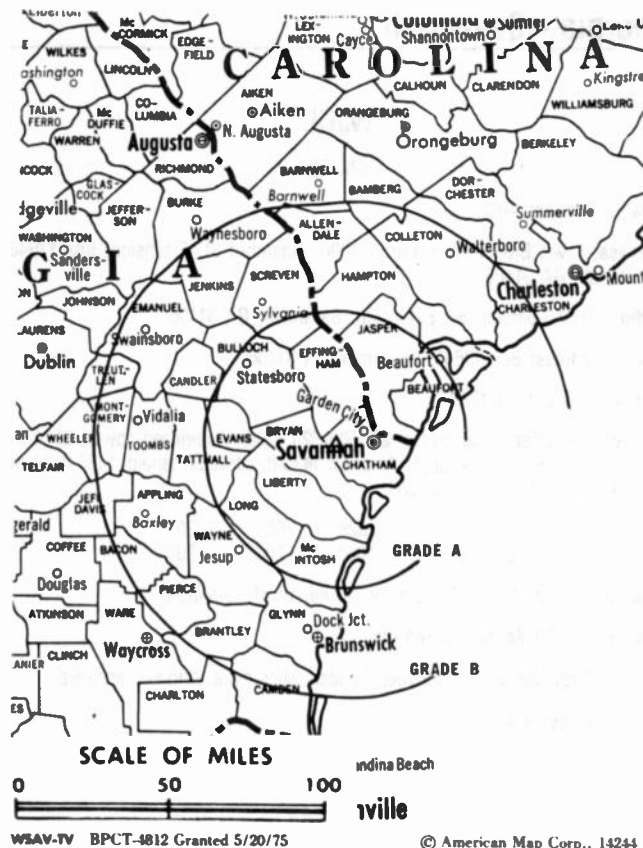 Mc
CORMICK
EDGE-
FIELD
LEX-
INGTON
Cayce
Columbia
Sumter
Shannontown
WILKES
LINCOLN
CAROLINA
Kingstre
AIKEN
Aiken
CALHOUN
CLARENDON
WILLIAMSBURG
TALIA-
FERRO
Mc
DUFFIE
CO-
LUMBIA
N. Augusta
ORANGEBURG
Orangeburg
WARREN
Augusta
BERKELEY
RICHMOND
BARNWELL
Barnwell
BAMBERG
DOR-
CHESTER
GLAS-
COCK
JEFFER-
SON
BURKE
Waynesboro
ALLEN-
DALE
COLLETON
Summerville
WASHINGTON
Sanders-
ville
Walterboro
GIA
JENKINS
SCREVEN
HAMPTON
Charleston
Mount
CHARLESTON
JOHNSON
EMANUEL
Sylvania
JASPER
LAURENS
Swainsboro
BULLOCH
EFFING-
HAM
Beaufort
Dublin
TREUT-
LEN
Statesboro
BEAUFORT
CANDLER
MONT-
GOMERY
Vidalia
Garden City
WHEELER
TOOMBS
EVANS
BRYAN
Savannah
TATTNALL
CHATHAM
TELFAIR
LIBERTY
JEFF
DAVIS
APPLING
LONG
Baxley
WAYNE
Mc
INTOSH
GRADE A
COFFEE
BACON
Jesup
Douglas
PIERCE
ATKINSON
WARE
GLYNN
Dock Jct.
BRANTLEY
Brunswick
Waycross
CLINCH
GRADE B
CHARLTON
CAMDEN
SCALE OF MILES
ndina Beach
0 50 100
nville
WSAV-TV BPCT-4812 Granted 5/20/75
© American Map Corp., 14244